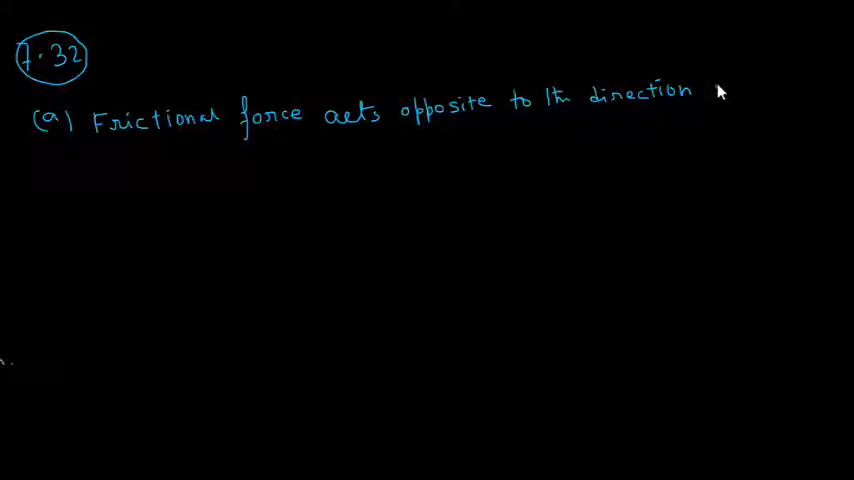 7.32
(a) Frictional force acts opposite to the direction